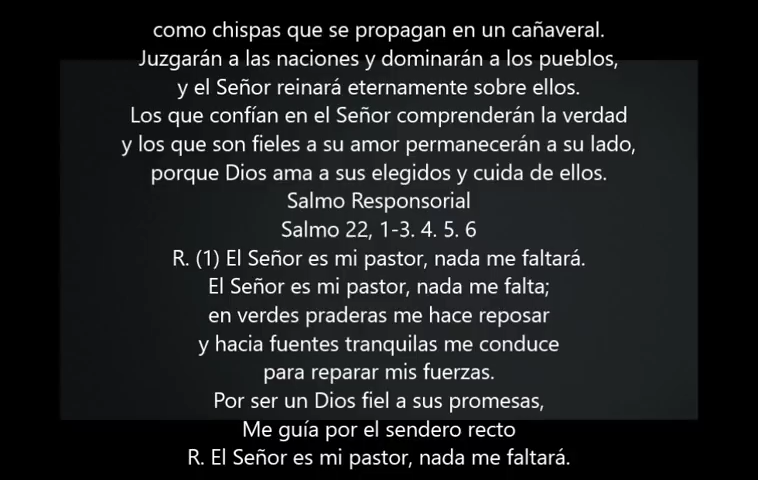 como chispas que se propagan en un cañaveral.
Juzgarán a las naciones y dominarán a los pueblos,
y el Señor reinará eternamente sobre ellos.
Los que confían en el Señor comprenderán la verdad
y los que son fieles a su amor permanecerán a su lado,
porque Dios ama a sus elegidos y cuida de ellos.
Salmo Responsorial
Salmo 22, 1-3. 4. 5. 6
R. (1) El Señor es mi pastor, nada me faltará.
El Señor es mi pastor, nada me falta;
en verdes praderas me hace reposar
y hacia fuentes tranquilas me conduce
para reparar mis fuerzas.
Por ser un Dios fiel a sus promesas,
Me guía por el sendero recto
R. El Señor es mi pastor, nada me faltará.